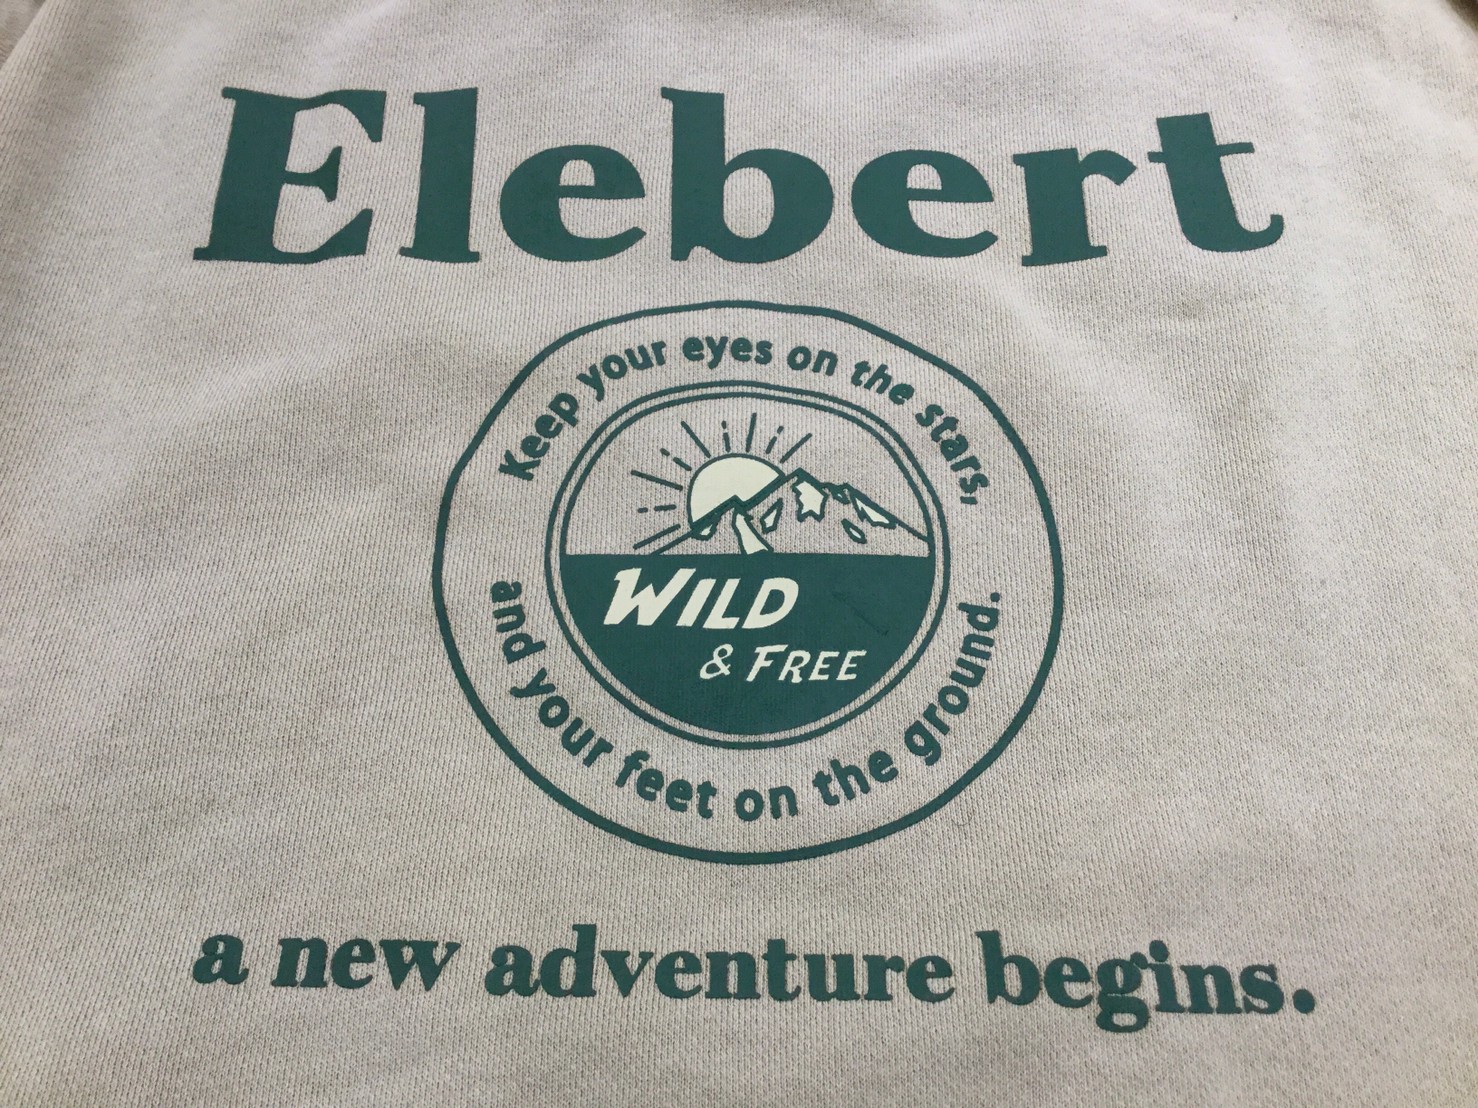 Elebert
Keep your eyes on the stars,
WILD
& FREE
and your feet on the ground.
a new adventure begins.